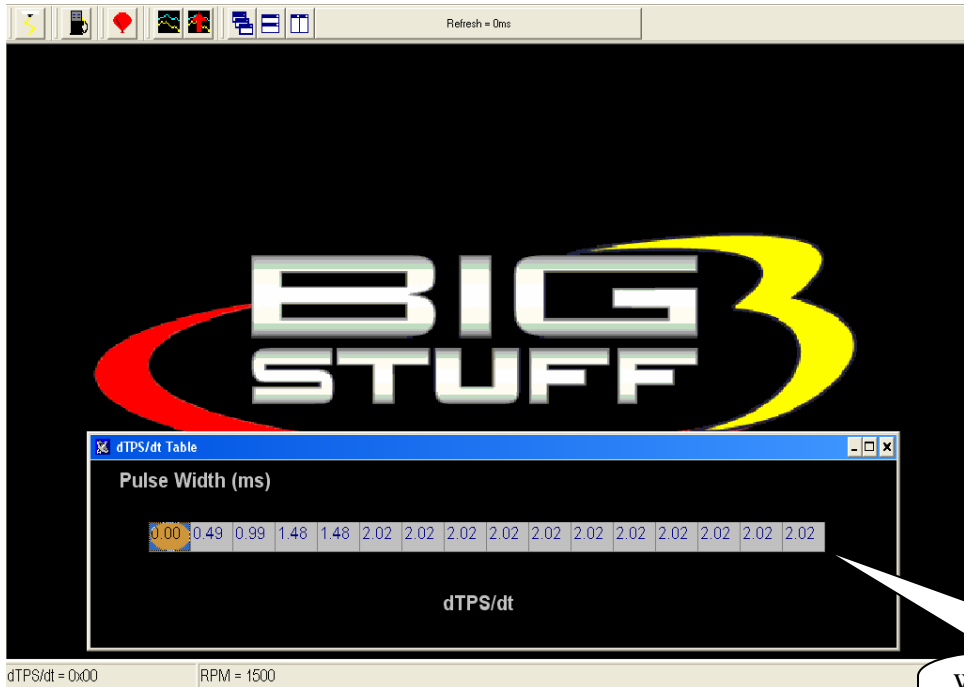 Refresh = 0ms
BIG 3
STUFF
dTPS/dt Table
Pulse Width (ms)
0.00 0.49 0.99 1.48 1.48 2.02 2.02 2.02 2.02 2.02 2.02 2.02 2.02 2.02 2.02 2.02
dTPS/dt
dTPS/dt = 0x00 RPM = 1500